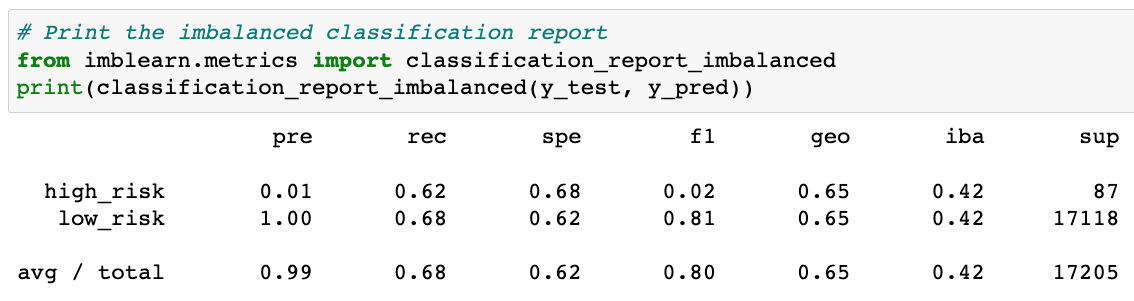 # Print the imbalanced classification report
from imblearn.metrics import classification_report_imbalanced
print(classification_report_imbalanced(y_test, y_pred))
pre rec spe f1 geo iba sup
high_risk 0.01 0.62 0.68 0.02 0.65 0.42 87
low_risk 1.00 0.68 0.62 0.81 0.65 0.42 17118
avg / total 0.99 0.68 0.62 0.80 0.65 0.42 17205